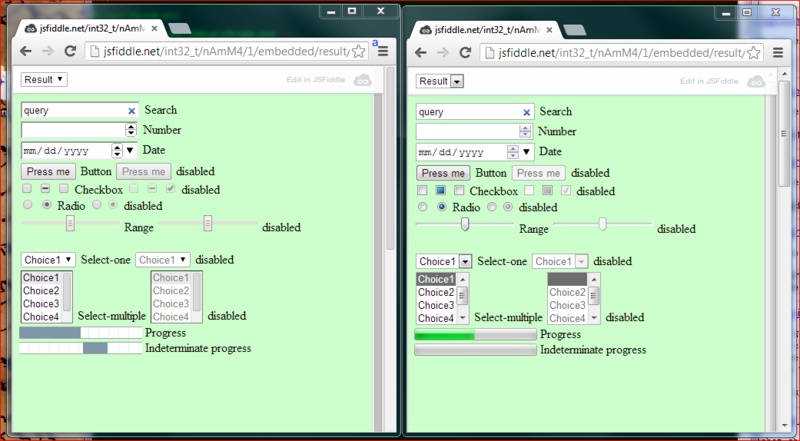 jsfiddle.net/int32_t/nAmM4
jsfiddle.net/int32_t/nAmM4/1/embedded/result/
a
Result
Edit in JSFiddle
query
Search
Number
mm/dd/yyyy
Date
Press me Button Press me disabled
Checkbox disabled
Radio disabled
Range disabled
Choice1 Select-one Choice1 disabled
Choice1 Choice1
Choice2 Choice2
Choice3 Choice3
Choice4 Select-multiple Choice4 disabled
Progress
Indeterminate progress
jsfiddle.net/int32_t/nAmM4
jsfiddle.net/int32_t/nAmM4/1/embedded/result/
Result
Edit in JSFiddle
query
Search
Number
mm/dd/yyyy
Date
Press me Button Press me disabled
Checkbox disabled
Radio disabled
Range disabled
Choice1 Select-one Choice1 disabled
Choice1
Choice2 Choice2
Choice3 Choice3
Choice4 Select-multiple Choice4 disabled
Progress
Indeterminate progress